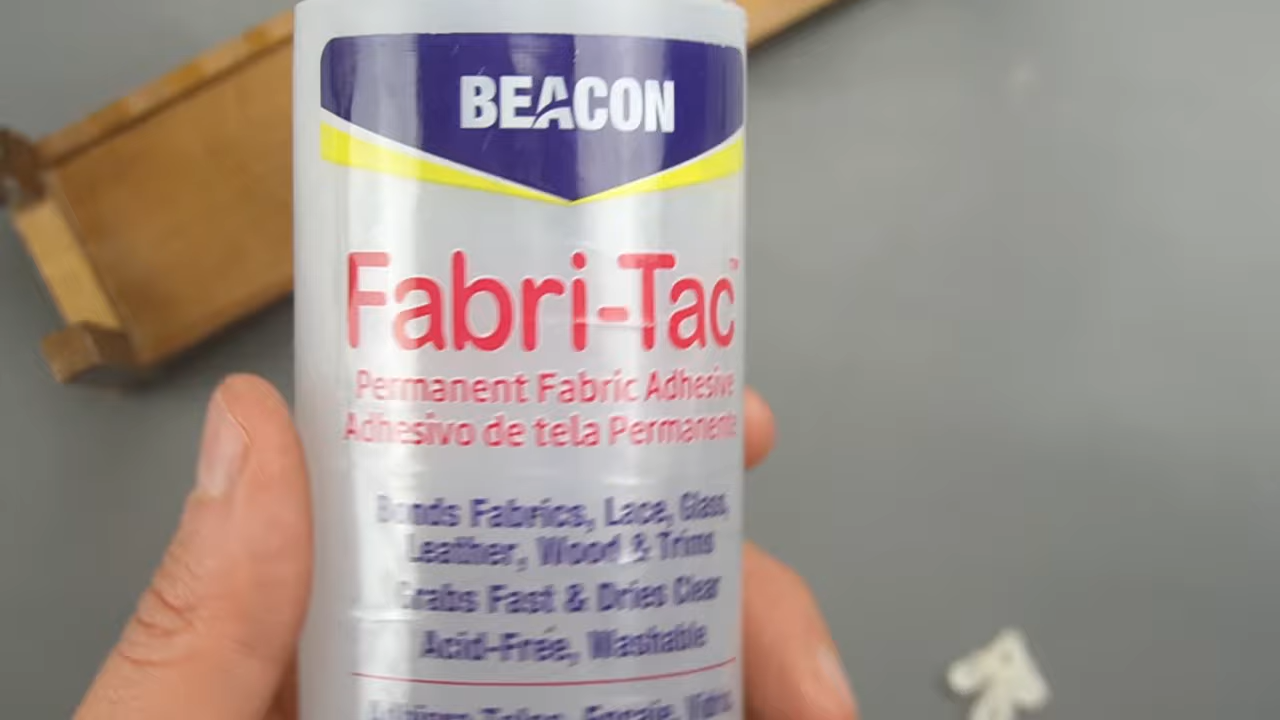 BEACON
Fabri-Tac™
Permanent Fabric Adhesive
Adhesivo de tela Permanente
Bonds Fabrics, Lace, Glass,
Leather, Wood & Trims
Grabs Fast & Dries Clear
Acid-Free, Washable